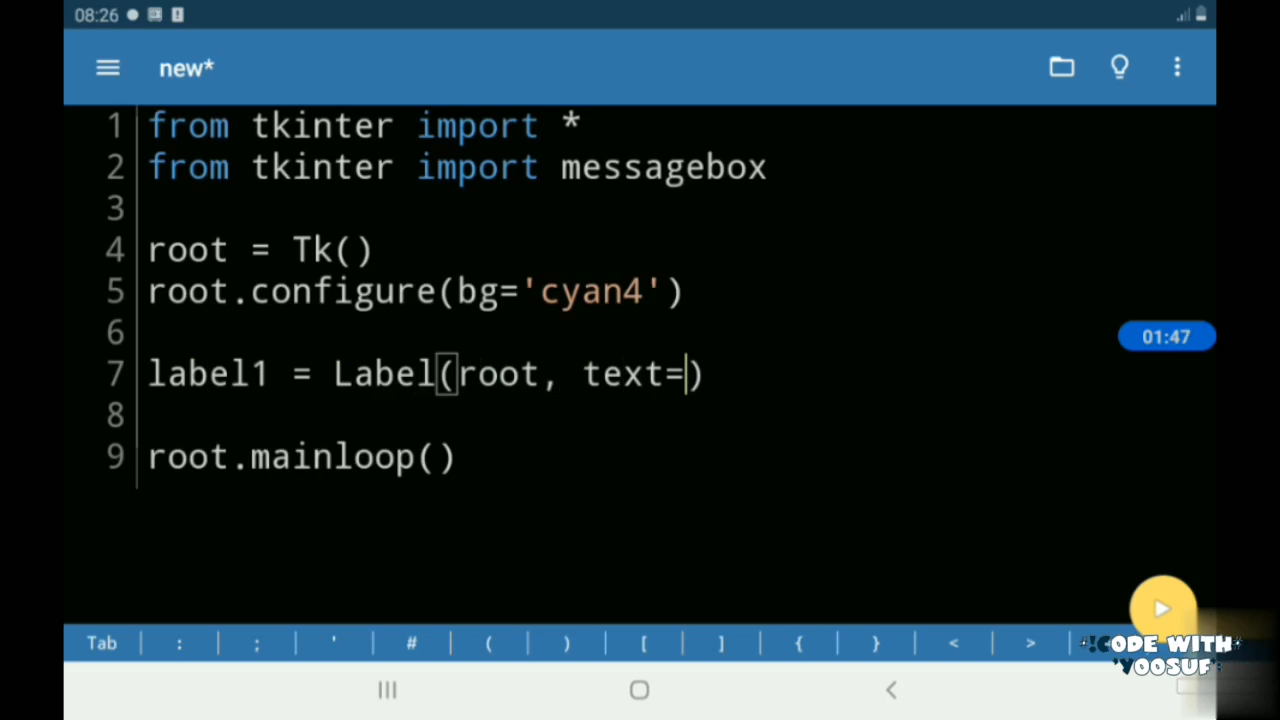 08:26
new*
1 from tkinter import *
2 from tkinter import messagebox
3
4 root = Tk()
5 root.configure(bg='cyan4')
6
7 label1 = Label(root, text=)
8
9 root.mainloop()
01:47
Tab : ; ' # ( ) [ ] { } < >
*!CODE WITH*
'YOOSUF':